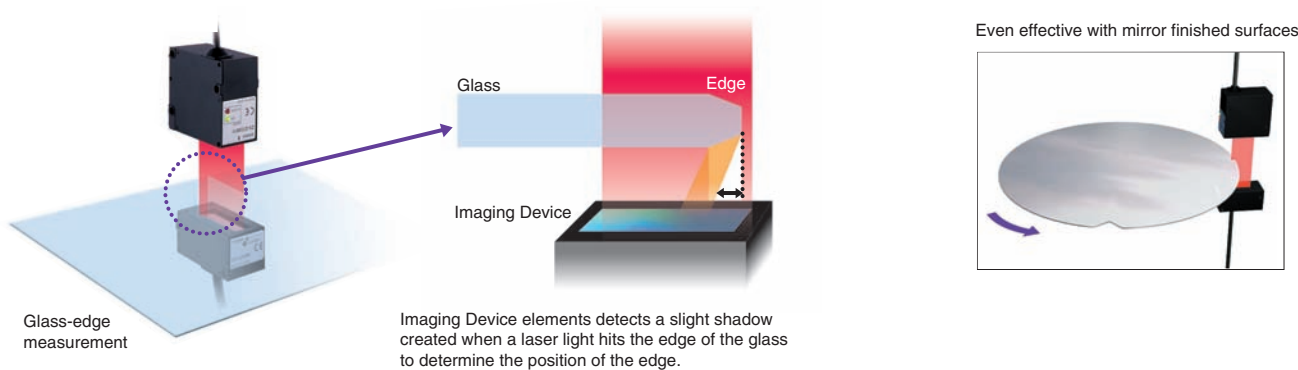 Even effective with mirror finished surfaces
Glass
Edge
Imaging Device
Glass-edge
measurement
Imaging Device elements detects a slight shadow
created when a laser light hits the edge of the glass
to determine the position of the edge.